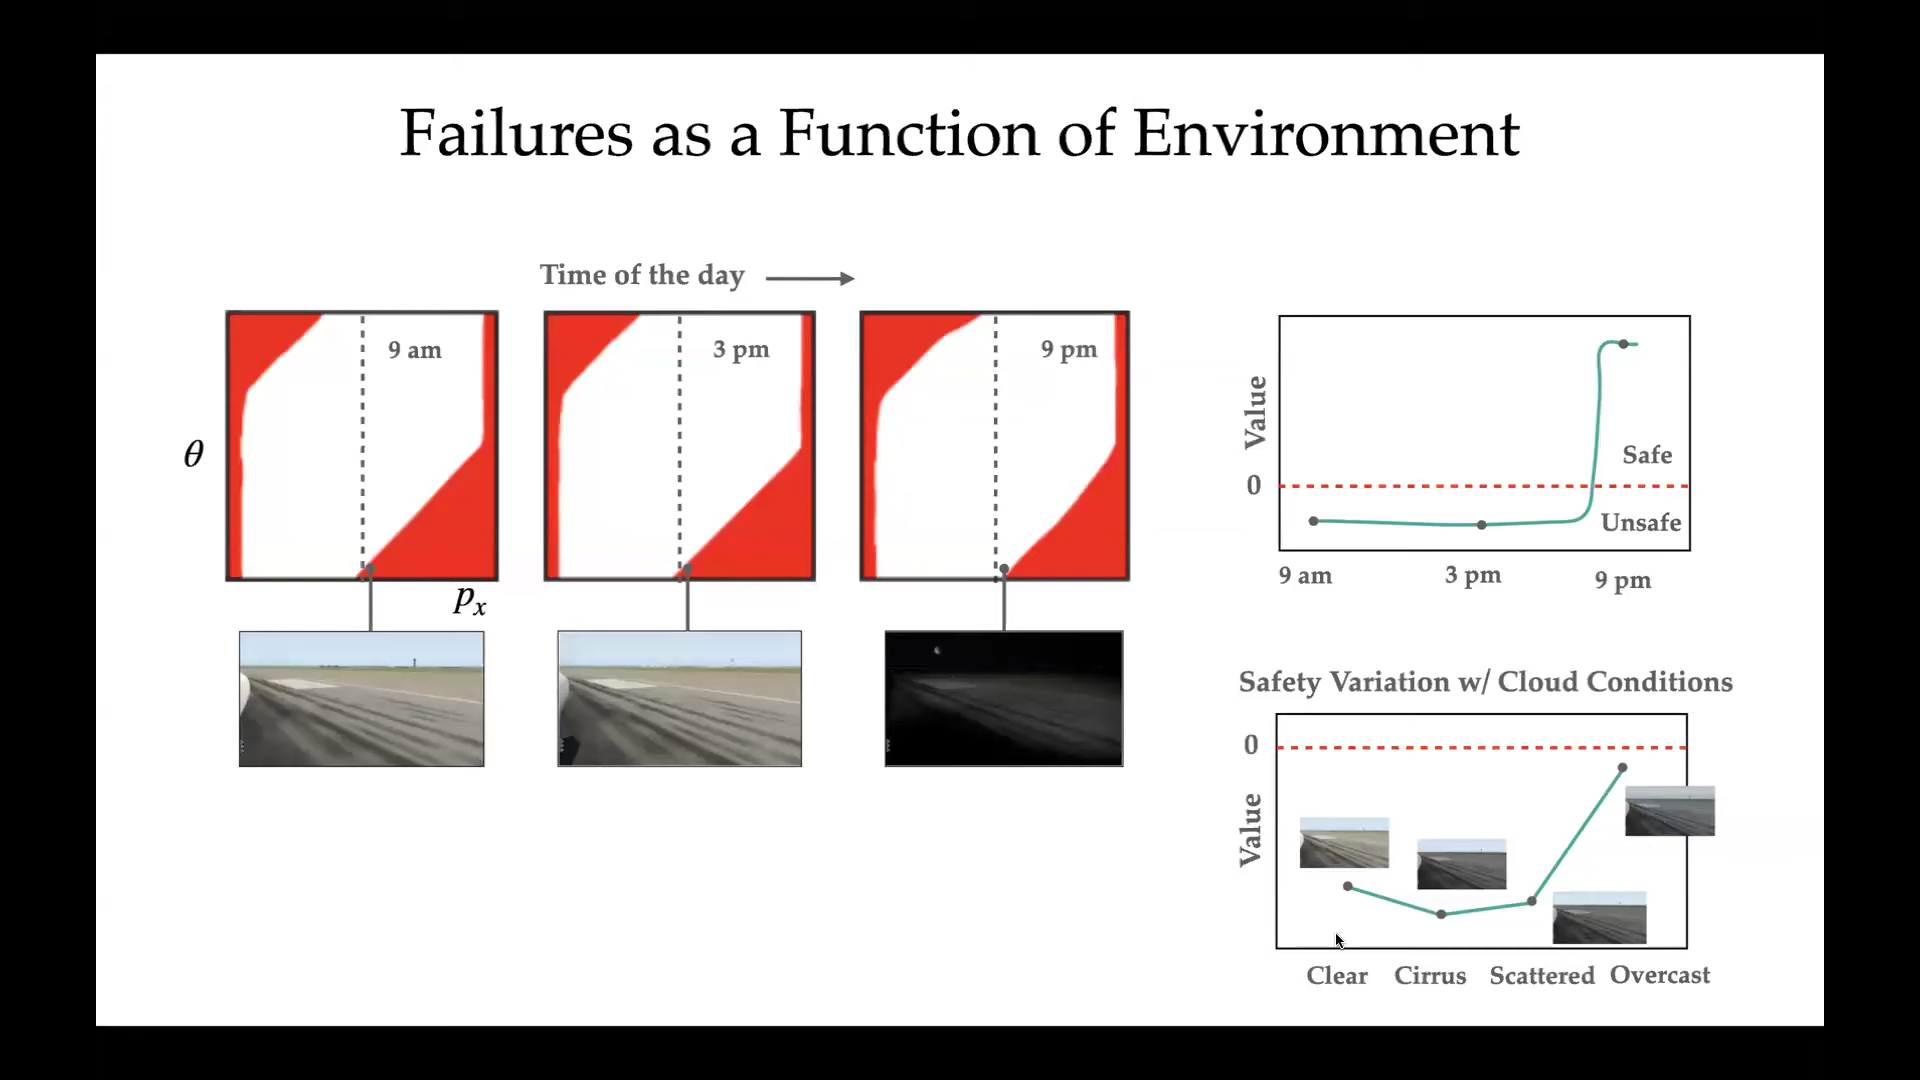 Failures as a Function of Environment
Time of the day
9 am
3 pm
9 pm
θ
pₓ
Value
0
Safe
Unsafe
9 am
3 pm
9 pm
Safety Variation w/ Cloud Conditions
0
Value
Clear
Cirrus
Scattered
Overcast